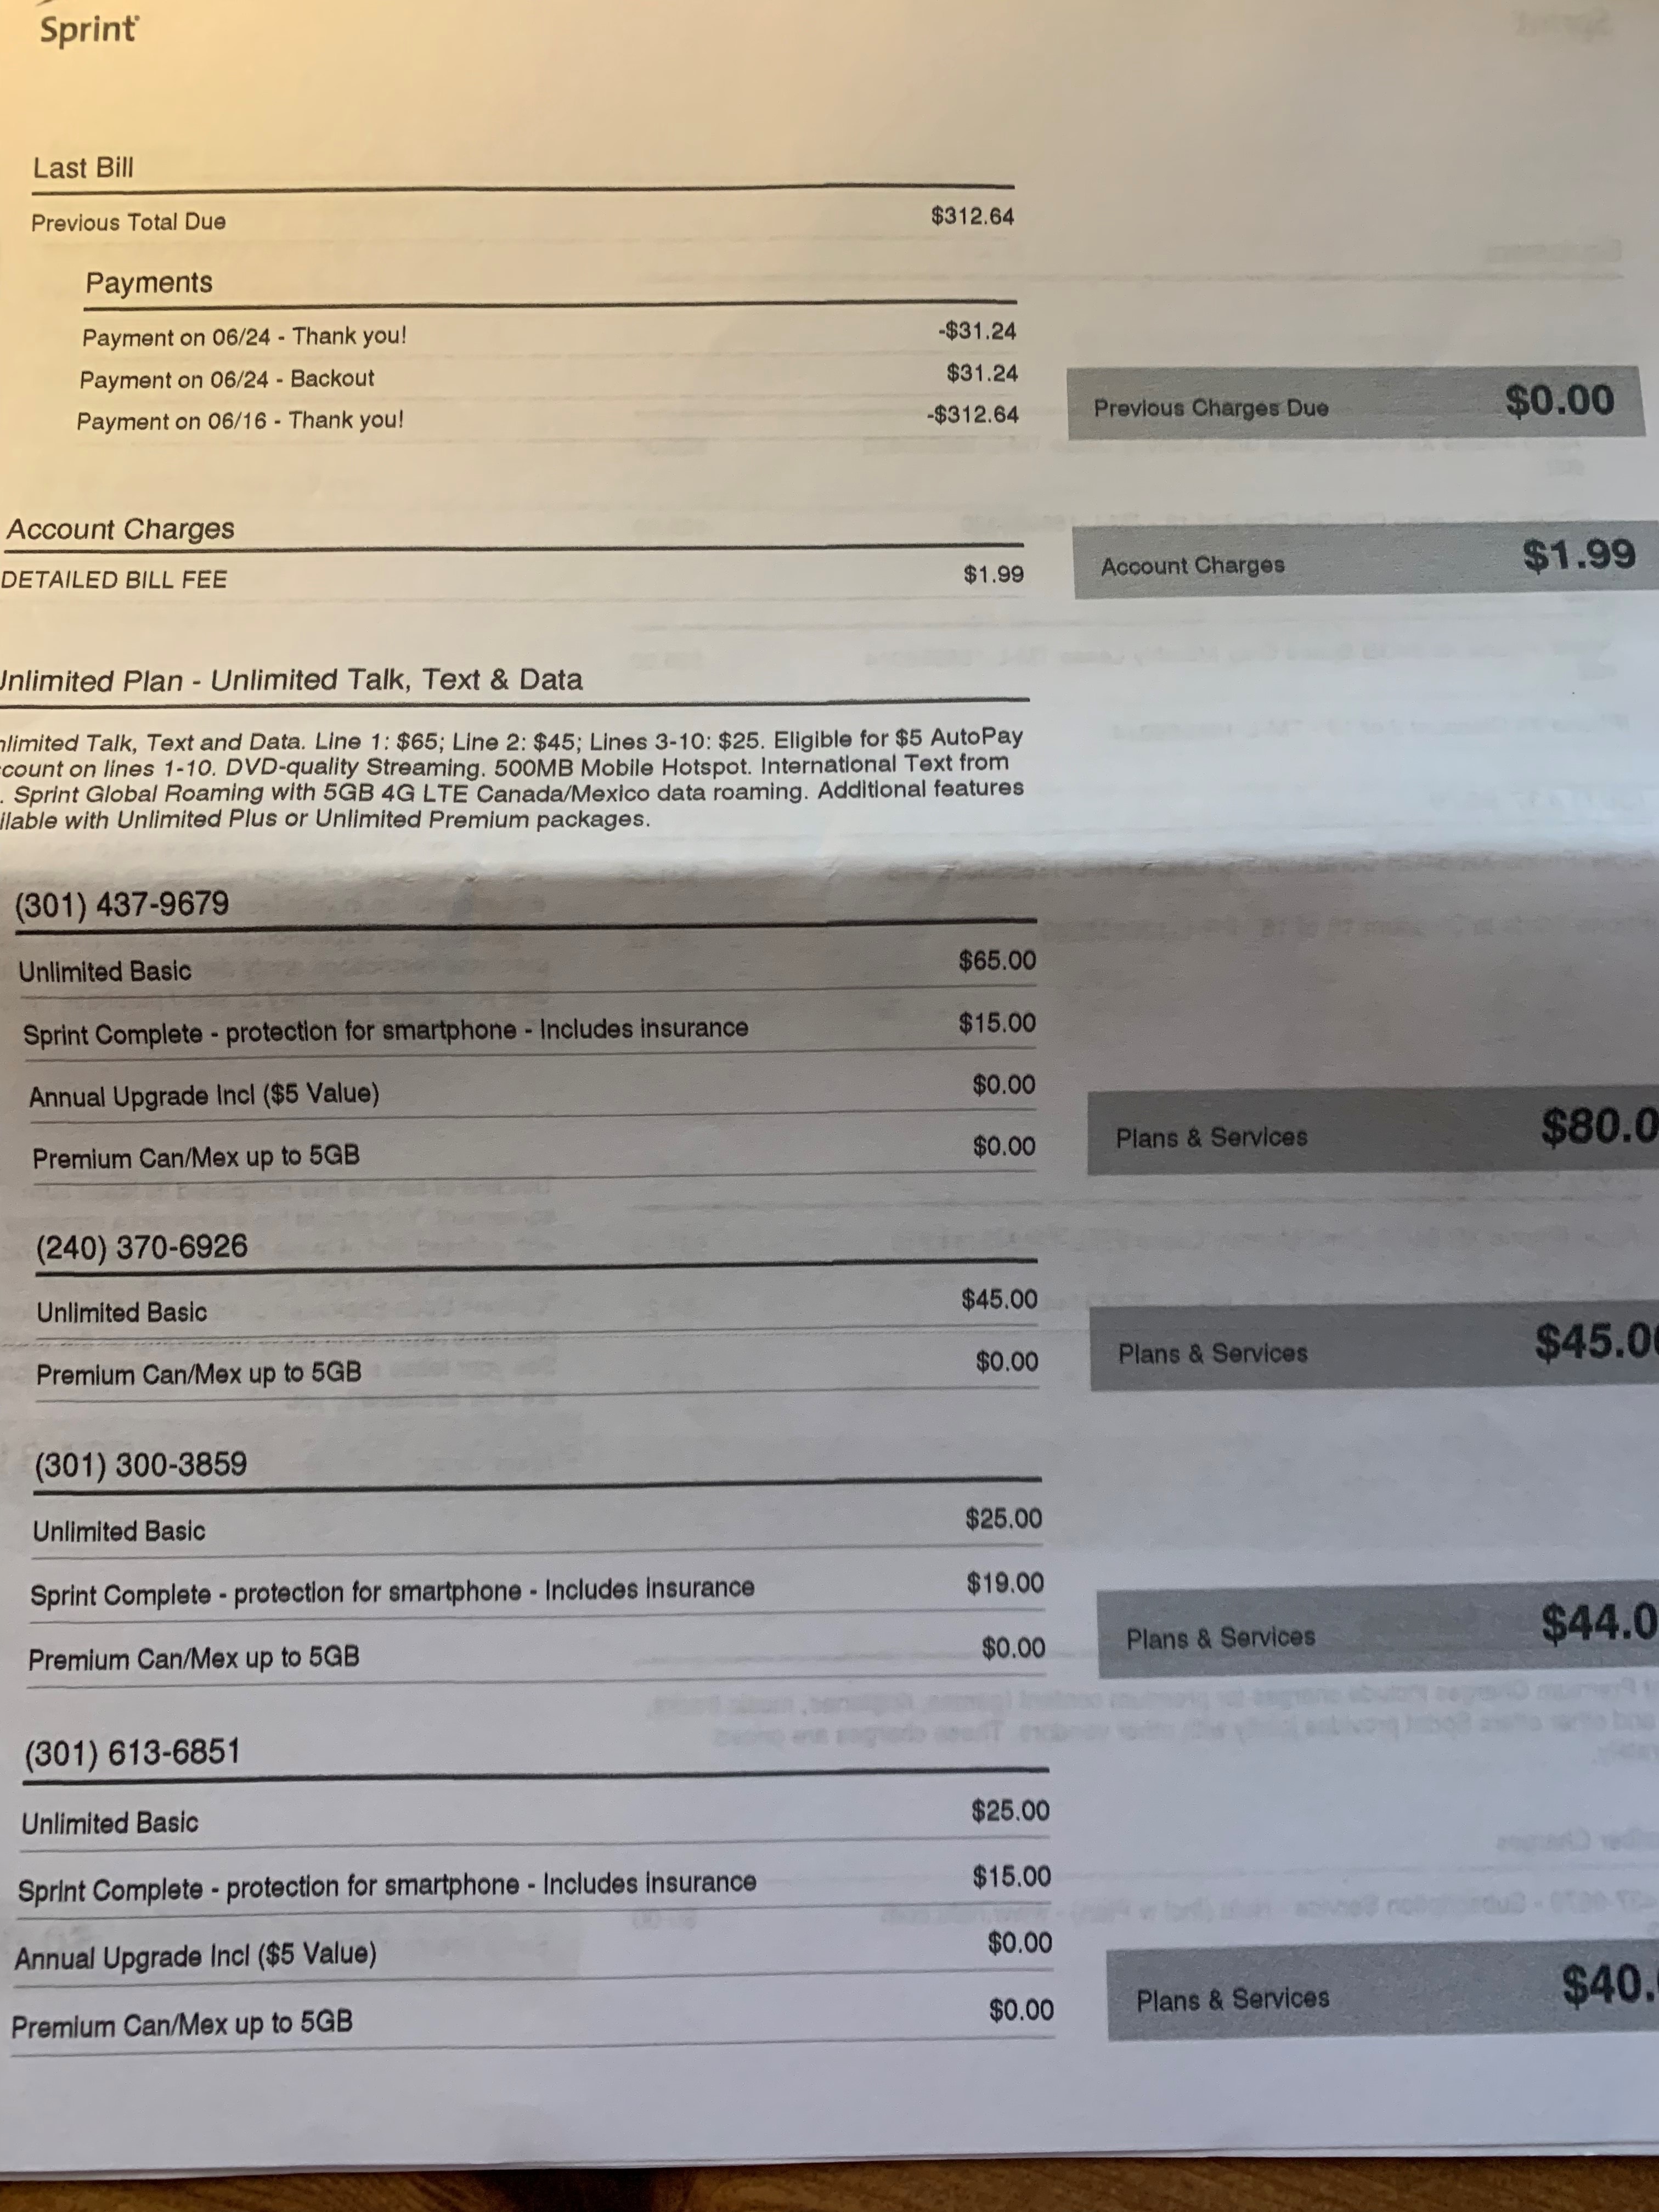 Sprint
Last Bill
Previous Total Due $312.64
Payments
Payment on 06/24 - Thank you! -$31.24
Payment on 06/24 - Backout $31.24
Payment on 06/16 - Thank you! -$312.64
Previous Charges Due $0.00
Account Charges
DETAILED BILL FEE $1.99
Account Charges $1.99
Unlimited Plan - Unlimited Talk, Text & Data
nlimited Talk, Text and Data. Line 1: $65; Line 2: $45; Lines 3-10: $25. Eligible for $5 AutoPay
count on lines 1-10. DVD-quality Streaming. 500MB Mobile Hotspot. International Text from
. Sprint Global Roaming with 5GB 4G LTE Canada/Mexico data roaming. Additional features
ilable with Unlimited Plus or Unlimited Premium packages.
(301) 437-9679
Unlimited Basic $65.00
Sprint Complete - protection for smartphone - Includes insurance $15.00
Annual Upgrade Incl ($5 Value) $0.00
Premium Can/Mex up to 5GB $0.00
Plans & Services $80.0
(240) 370-6926
Unlimited Basic $45.00
Premium Can/Mex up to 5GB $0.00
Plans & Services $45.00
(301) 300-3859
Unlimited Basic $25.00
Sprint Complete - protection for smartphone - Includes insurance $19.00
Premium Can/Mex up to 5GB $0.00
Plans & Services $44.0
(301) 613-6851
Unlimited Basic $25.00
Sprint Complete - protection for smartphone - Includes insurance $15.00
Annual Upgrade Incl ($5 Value) $0.00
Premium Can/Mex up to 5GB $0.00
Plans & Services $40.